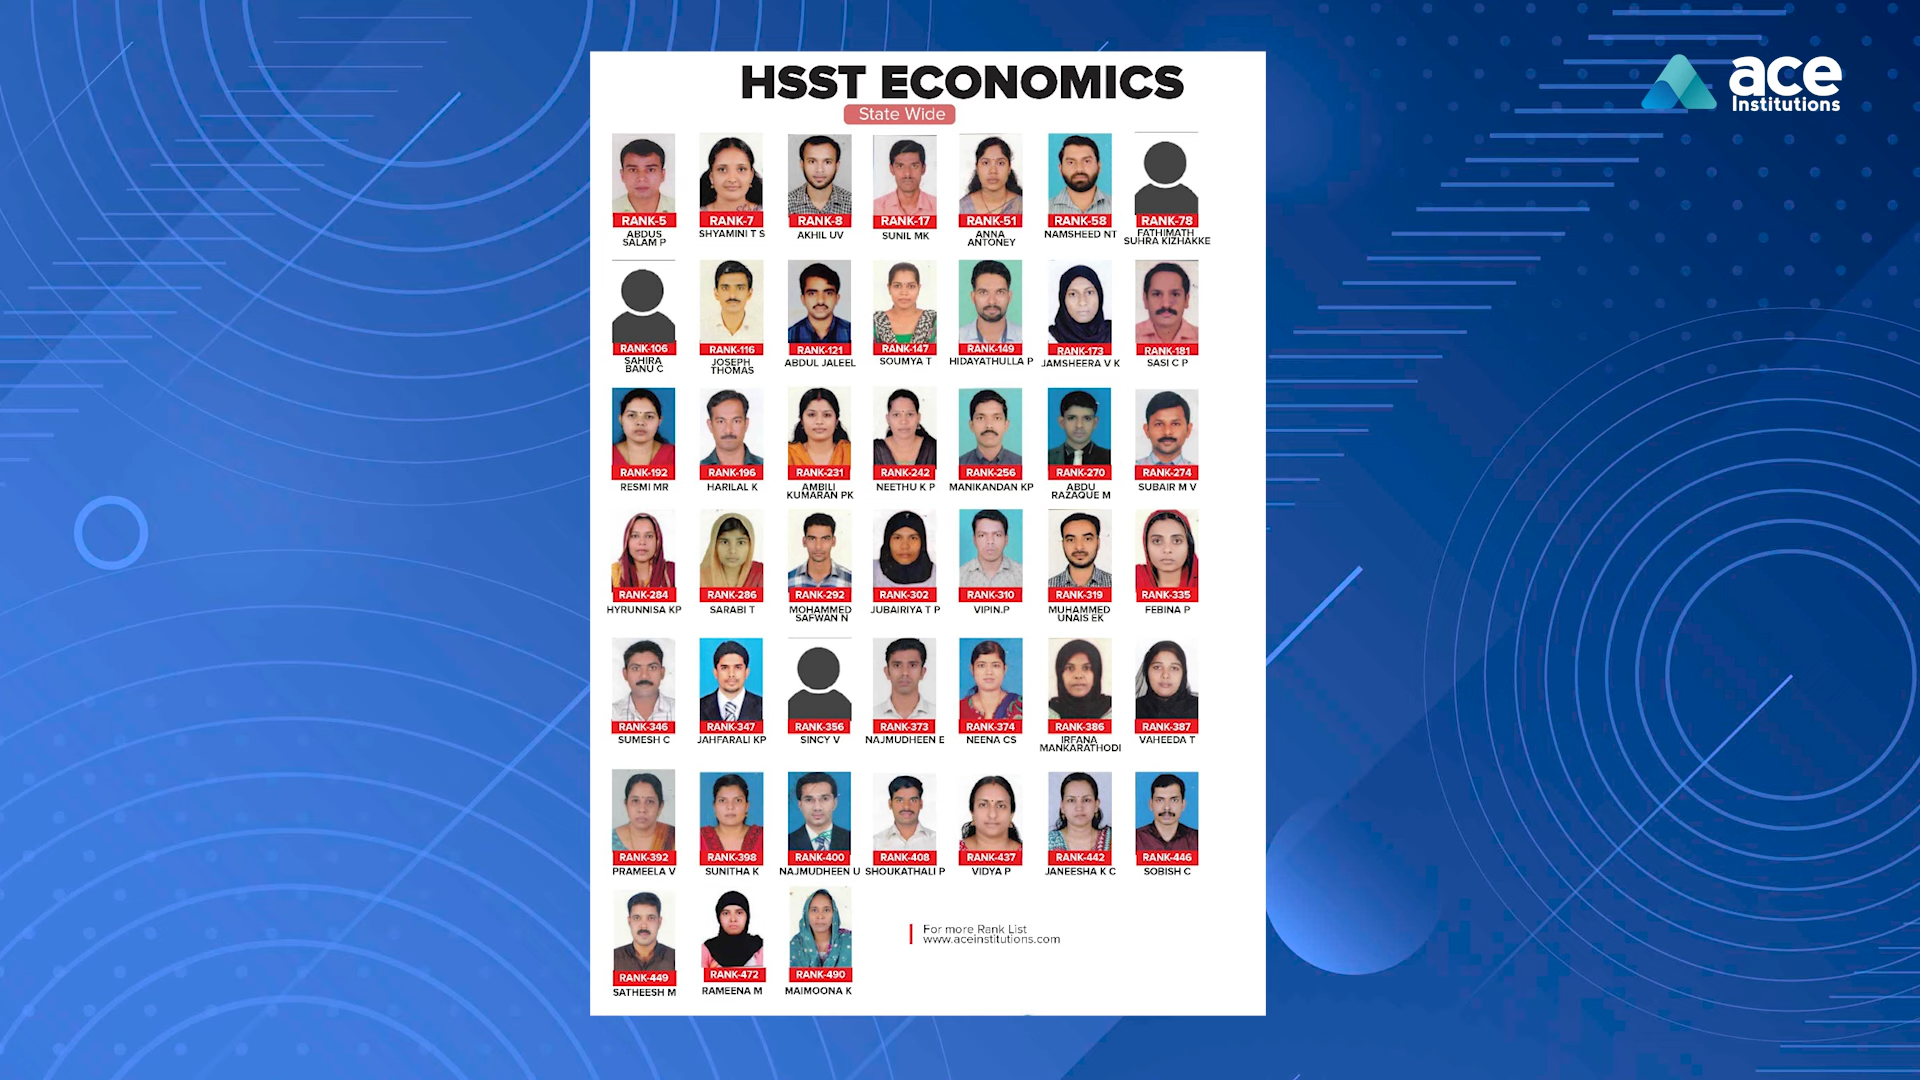 HSST ECONOMICS
State Wide
ace
Institutions
RANK-5
ABDUS
SALAM P
RANK-7
SHYAMINI T S
RANK-8
AKHIL UV
RANK-17
SUNIL MK
RANK-51
ANNA
ANTONEY
RANK-58
NAMSHEED NT
RANK-78
FATHIMATH
SUHRA KIZHAKKE
RANK-106
SAHIRA
BANU C
RANK-116
JOSEPH
THOMAS
RANK-121
ABDUL JALEEL
RANK-147
SOUMYA T
RANK-149
HIDAYATHULLA P
RANK-173
JAMSHEERA V K
RANK-181
SASI C P
RANK-192
RESMI MR
RANK-196
HARILAL K
RANK-231
AMBILI
KUMARAN PK
RANK-242
NEETHU K P
RANK-256
MANIKANDAN KP
RANK-270
ABDU
RAZAQUE M
RANK-274
SUBAIR M V
RANK-284
HYRUNNISA KP
RANK-286
SARABI T
RANK-292
MOHAMMED
SAFWAN N
RANK-302
JUBAIRIYA T P
RANK-310
VIPIN.P
RANK-319
MUHAMMED
UNAIS EK
RANK-335
FEBINA P
RANK-346
SUMESH C
RANK-347
JAHFARALI KP
RANK-356
SINCY V
RANK-373
NAJMUDHEEN E
RANK-374
NEENA CS
RANK-386
IRFANA
MANKARATHODI
RANK-387
VAHEEDA T
RANK-392
PRAMEELA V
RANK-398
SUNITHA K
RANK-400
NAJMUDHEEN U
RANK-408
SHOUKATHALI P
RANK-437
VIDYA P
RANK-442
JANEESHA K C
RANK-446
SOBISH C
RANK-449
SATHEESH M
RANK-472
RAMEENA M
RANK-490
MAIMOONA K
For more Rank List
www.aceinstitutions.com